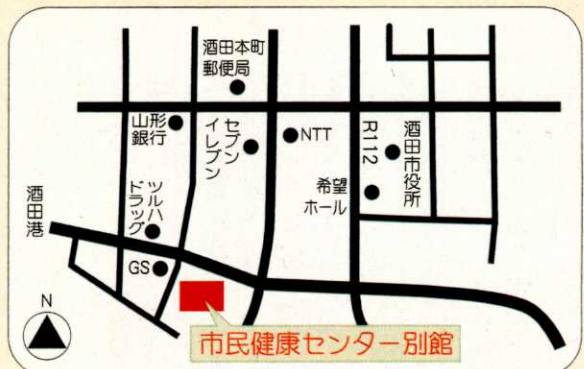 酒田本町
郵便局
山形
銀行
セブン
イレブン
NTT
R112
酒田市役所
希望
ホール
ツルハ
ドラッグ
酒田港
GS
N
市民健康センター別館